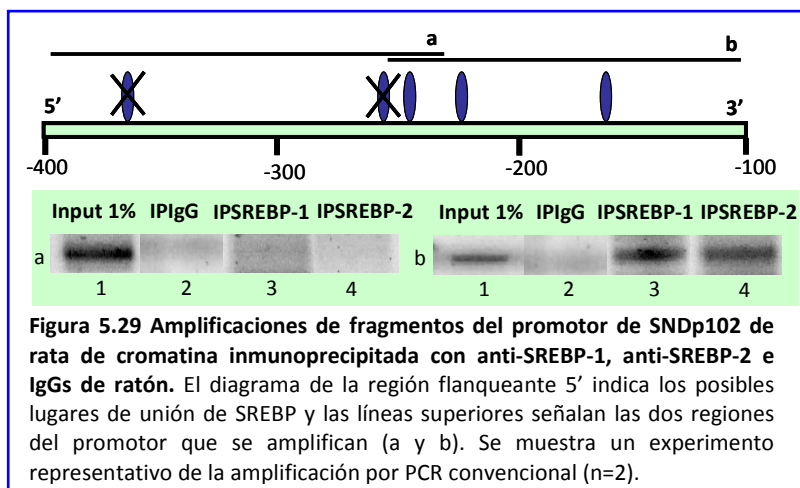 a
b
5’ 3’
-400 -300 -200 -100
Input 1% IPIgG IPSREBP-1 IPSREBP-2 Input 1% IPIgG IPSREBP-1 IPSREBP-2
a b
1 2 3 4 1 2 3 4
Figura 5.29 Amplificaciones de fragmentos del promotor de SNDp102 de
rata de cromatina inmunoprecipitada con anti-SREBP-1, anti-SREBP-2 e
IgGs de ratón. El diagrama de la región flanqueante 5’ indica los posibles
lugares de unión de SREBP y las líneas superiores señalan las dos regiones
del promotor que se amplifican (a y b). Se muestra un experimento
representativo de la amplificación por PCR convencional (n=2).